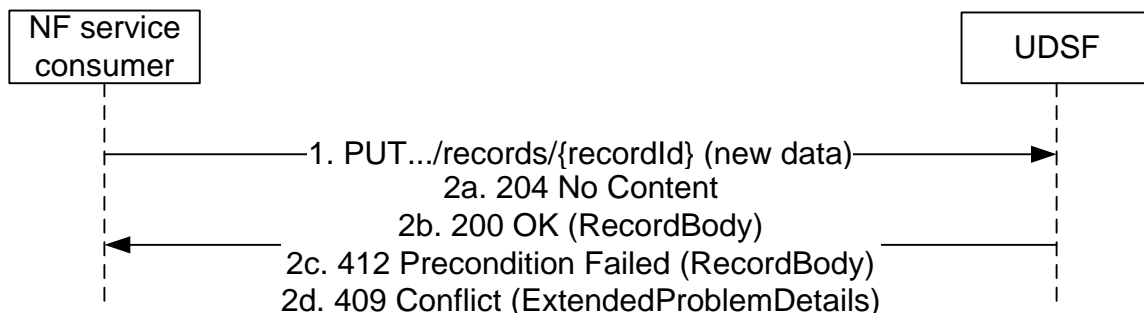 NF service
consumer
UDSF
1. PUT.../records/{recordId} (new data)
2a. 204 No Content
2b. 200 OK (RecordBody)
2c. 412 Precondition Failed (RecordBody)
2d. 409 Conflict (ExtendedProblemDetails)